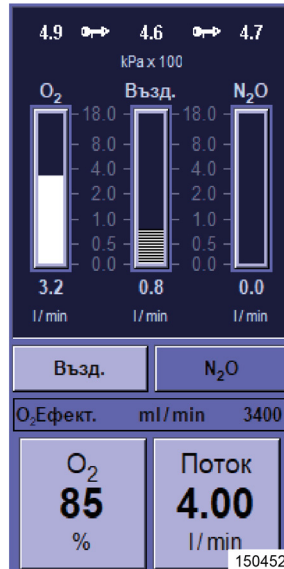 4.9 4.6 4.7
kPa x 100
O₂ Възд. N₂O
18.0 18.0
8.0 8.0
4.0 4.0
2.0 2.0
1.0 1.0
0.5 0.5
0.0 0.0
3.2 0.8 0.0
l/min l/min l/min
Възд. N₂O
O₂Ефект. ml/min 3400
O₂ Поток
85 4.00
% l/min
150452